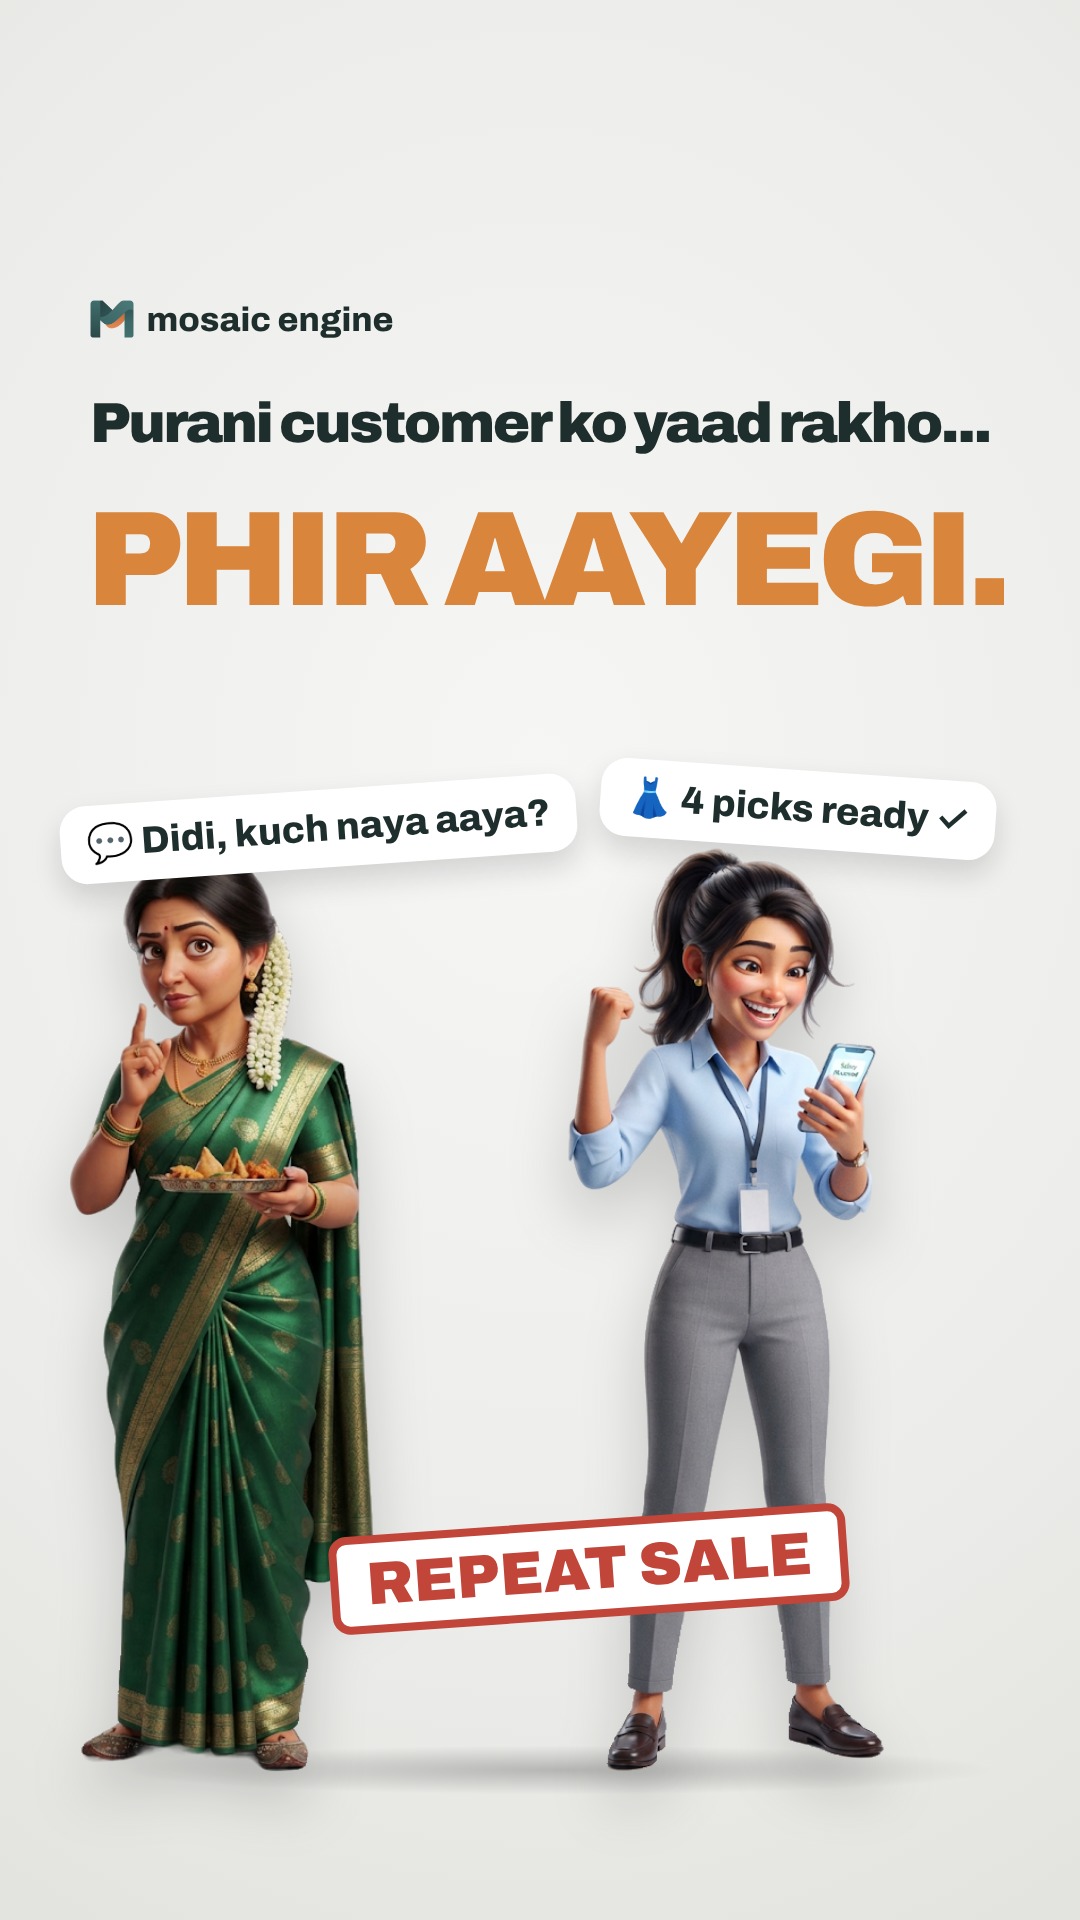 mosaic engine
Purani customer ko yaad rakho...
PHIR AAYEGI.
💬 Didi, kuch naya aaya?
👗 4 picks ready ✓
REPEAT SALE